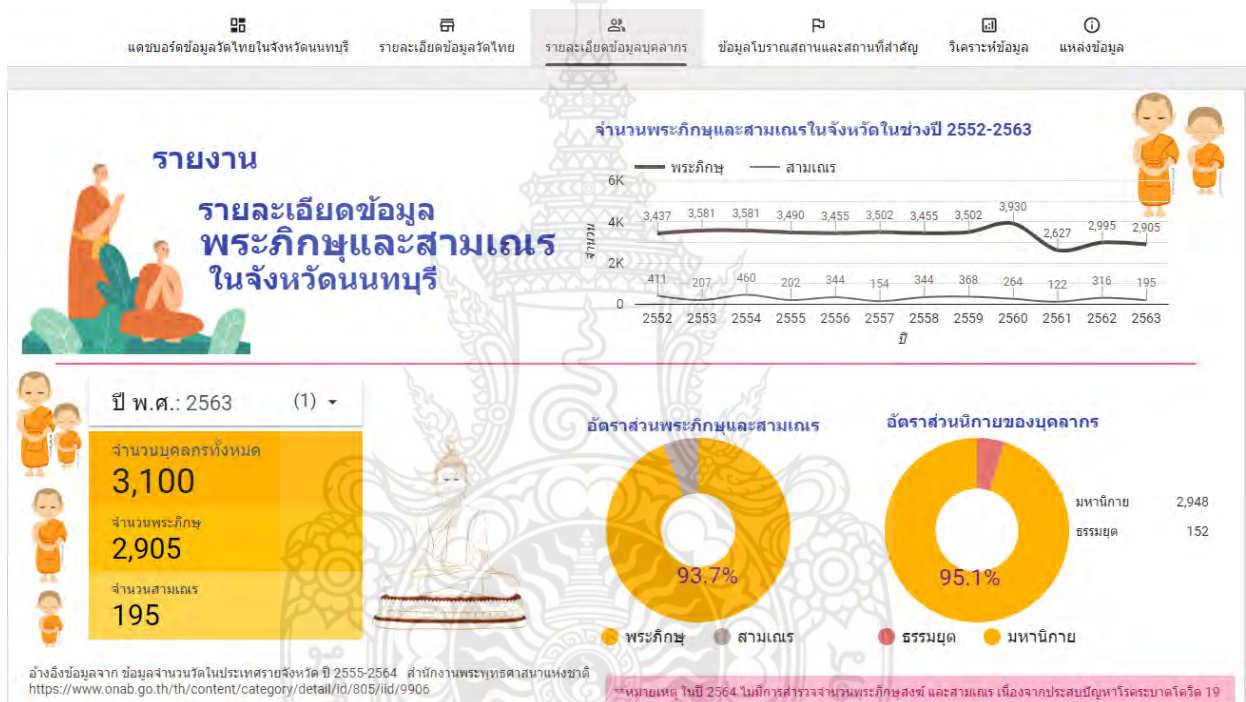 แดชบอร์ดข้อมูลวัดไทยในจังหวัดนนทบุรี
รายละเอียดข้อมูลวัดไทย
รายละเอียดข้อมูลบุคลากร
ข้อมูลโบราณสถานและสถานที่สำคัญ
วิเคราะห์ข้อมูล
แหล่งข้อมูล
รายงาน
รายละเอียดข้อมูล
พระภิกษุและสามเณร
ในจังหวัดนนทบุรี
จำนวนพระภิกษุและสามเณรในจังหวัดในช่วงปี 2552-2563
พระภิกษุ สามเณร
6K
4K
2K
0
จำนวน
3,437 3,581 3,581 3,490 3,455 3,502 3,455 3,502 3,930 2,627 2,995 2,905
411 207 460 202 344 154 344 368 264 122 316 195
2552 2553 2554 2555 2556 2557 2558 2559 2560 2561 2562 2563
ปี
ปี พ.ศ.: 2563 (1)
จำนวนบุคลกรทั้งหมด
3,100
จำนวนพระภิกษุ
2,905
จำนวนสามเณร
195
อัตราส่วนพระภิกษุและสามเณร
93.7%
พระภิกษุ สามเณร
อัตราส่วนนิกายของบุคลากร
95.1%
มหานิกาย 2,948
ธรรมยุต 152
ธรรมยุต มหานิกาย
อ้างอิงข้อมูลจาก ข้อมูลจำนวนวัดในประเทศรายจังหวัด ปี 2555-2564 สำนักงานพระพุทธศาสนาแห่งชาติ
https://www.onab.go.th/th/content/category/detail/id/805/iid/9906
**หมายเหตุ ในปี 2564 ไม่มีการสำรวจจำนวนพระภิกษุสงฆ์ และสามเณร เนื่องจากประสบปัญหาโรคระบาดโควิด 19